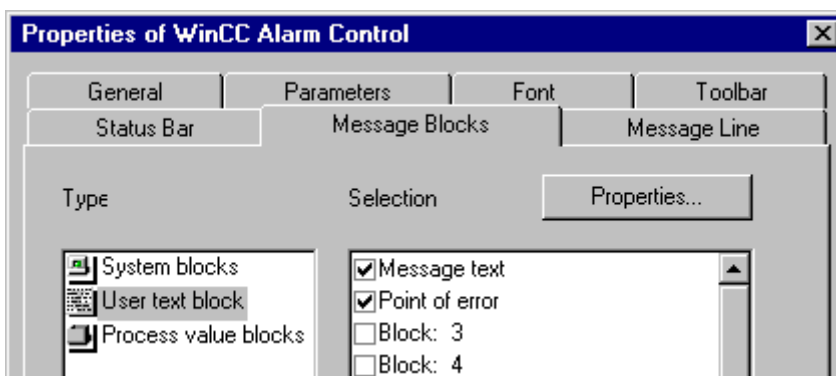 Properties of WinCC Alarm Control
General Parameters Font Toolbar
Status Bar Message Blocks Message Line
Type Selection Properties...
System blocks
User text block
Process value blocks
Message text
Point of error
Block: 3
Block: 4